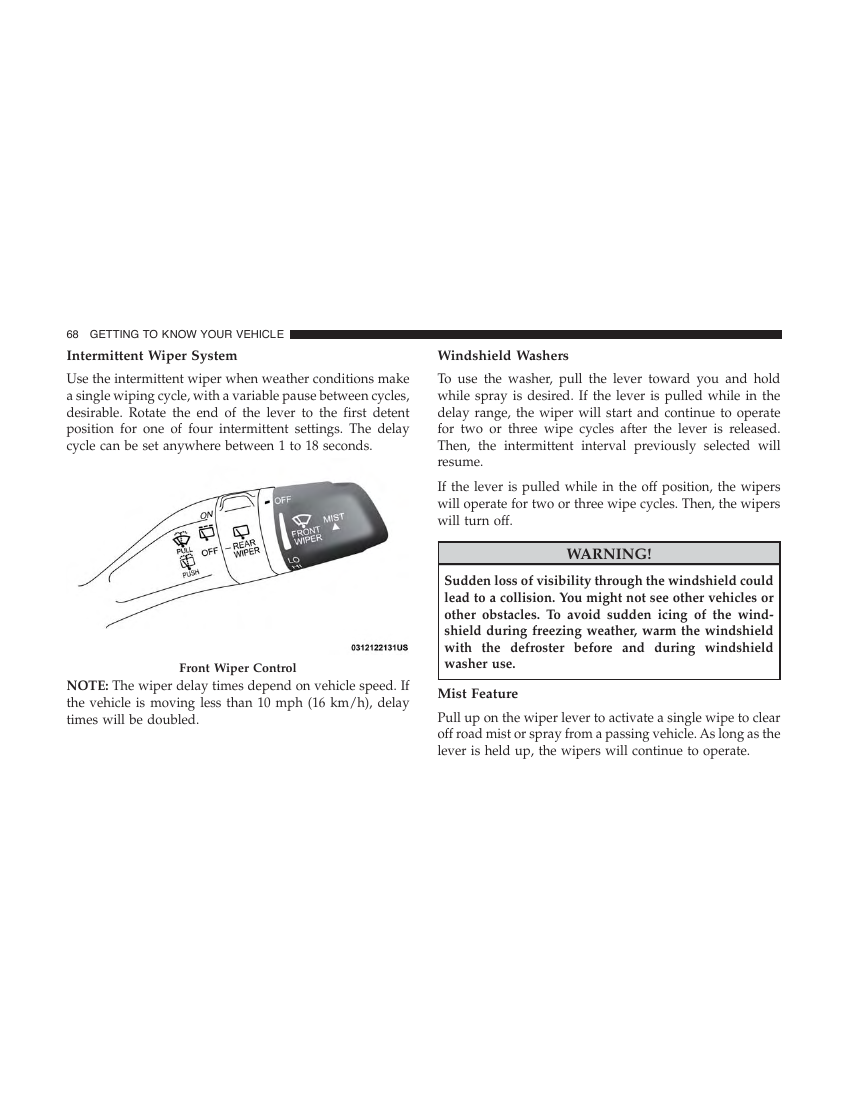 68 GETTING TO KNOW YOUR VEHICLE
Intermittent Wiper System
Use the intermittent wiper when weather conditions make
a single wiping cycle, with a variable pause between cycles,
desirable. Rotate the end of the lever to the first detent
position for one of four intermittent settings. The delay
cycle can be set anywhere between 1 to 18 seconds.
OFF
ON
MIST
FRONT
WIPER
PULL
OFF
REAR
WIPER
PUSH
LO
HI
0312122131US
Front Wiper Control
NOTE: The wiper delay times depend on vehicle speed. If
the vehicle is moving less than 10 mph (16 km/h), delay
times will be doubled.
Windshield Washers
To use the washer, pull the lever toward you and hold
while spray is desired. If the lever is pulled while in the
delay range, the wiper will start and continue to operate
for two or three wipe cycles after the lever is released.
Then, the intermittent interval previously selected will
resume.
If the lever is pulled while in the off position, the wipers
will operate for two or three wipe cycles. Then, the wipers
will turn off.
WARNING!
Sudden loss of visibility through the windshield could
lead to a collision. You might not see other vehicles or
other obstacles. To avoid sudden icing of the wind-
shield during freezing weather, warm the windshield
with the defroster before and during windshield
washer use.
Mist Feature
Pull up on the wiper lever to activate a single wipe to clear
off road mist or spray from a passing vehicle. As long as the
lever is held up, the wipers will continue to operate.